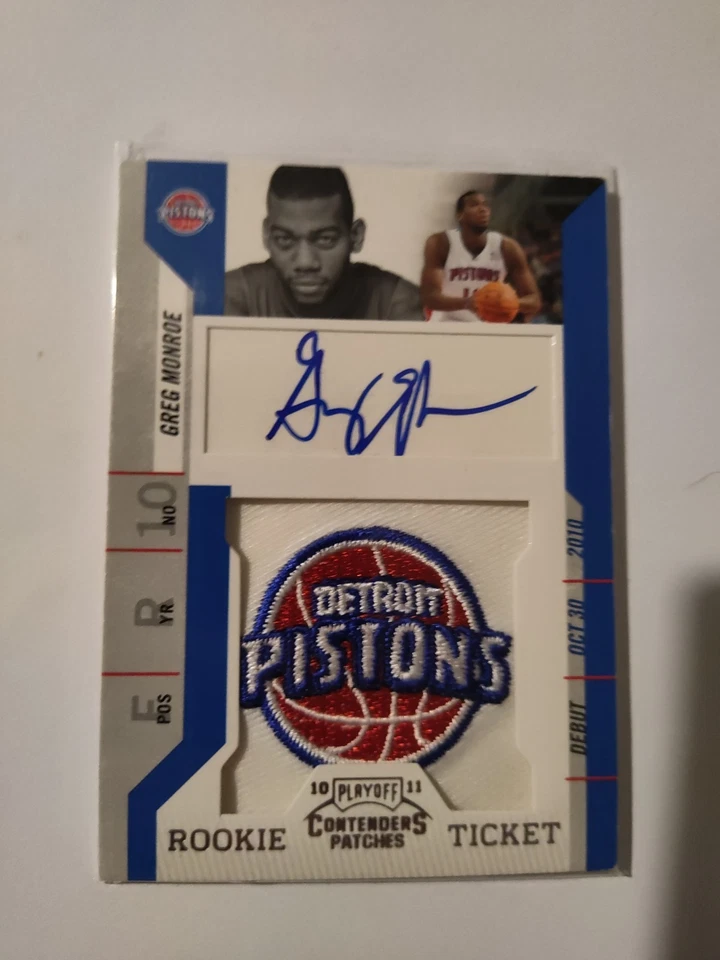 PISTONS
PISTONS
GREG MONROE
10
NO
R
YR
F
POS
DEBUT OCT 30 2010
DETROIT
PISTONS
10 PLAYOFF 11
CONTENDERS
PATCHES
ROOKIE TICKET